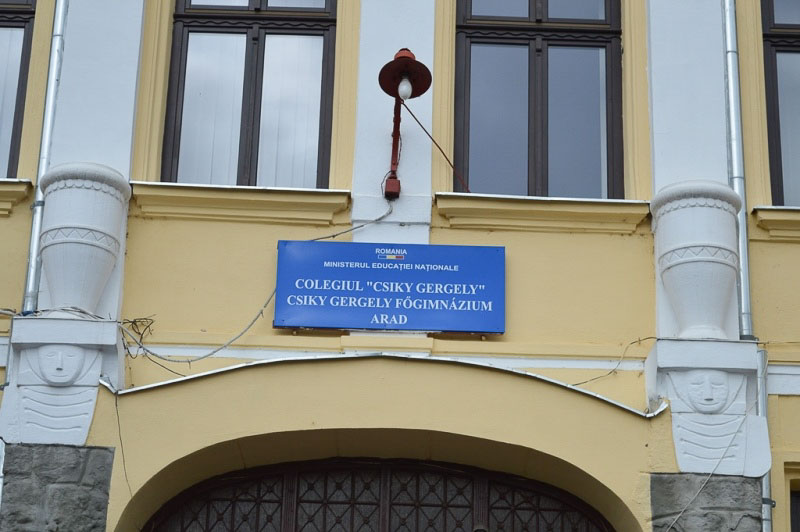 ROMANIA
MINISTERUL EDUCAȚIEI NAȚIONALE
COLEGIUL "CSIKY GERGELY"
CSIKY GERGELY FŐGIMNÁZIUM
ARAD